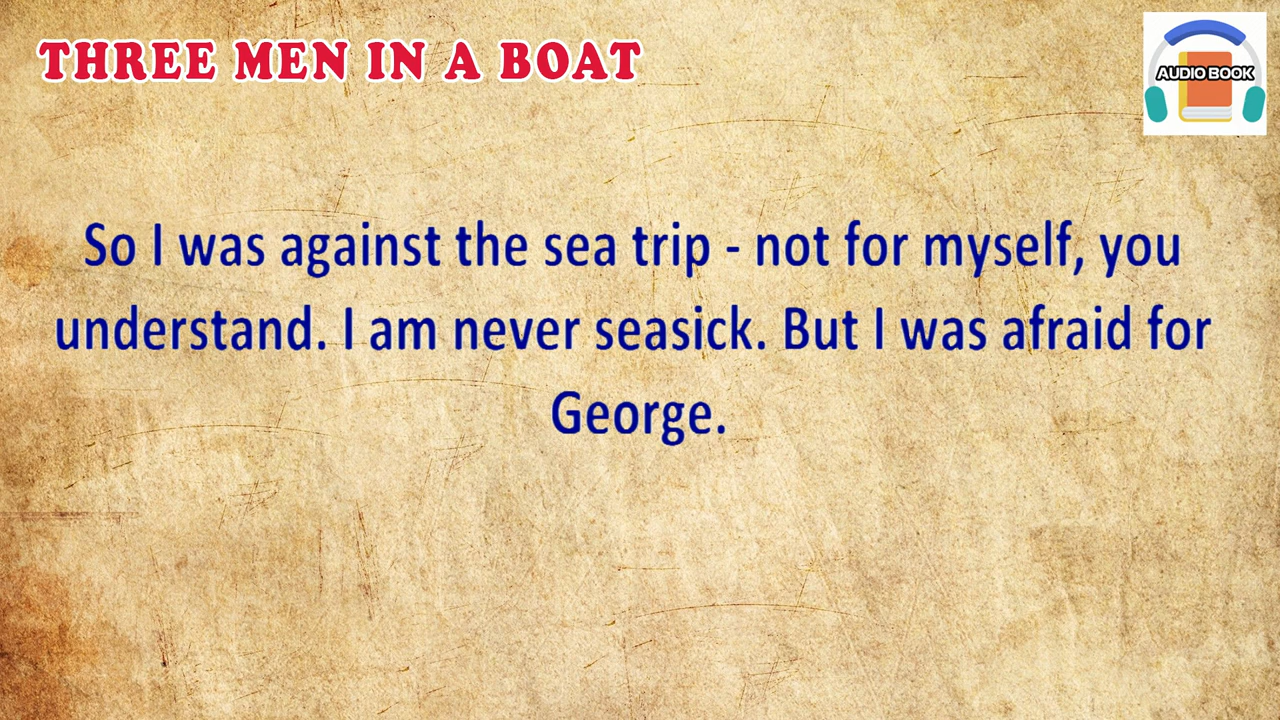 THREE MEN IN A BOAT
AUDIO BOOK
So I was against the sea trip - not for myself, you
understand. I am never seasick. But I was afraid for
George.